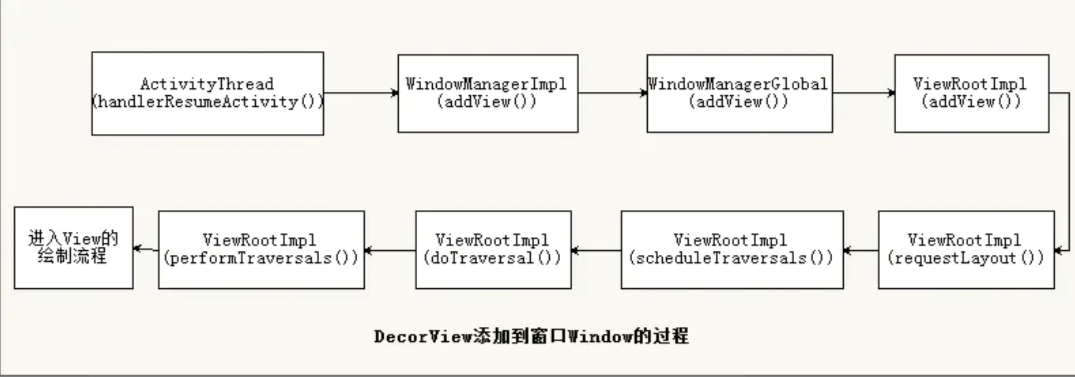 ActivityThread
(handlerResumeActivity())
WindowManagerImpl
(addView())
WindowManagerGlobal
(addView())
ViewRootImpl
(addView())
ViewRootImpl
(requestLayout())
ViewRootImpl
(scheduleTraversals())
ViewRootImpl
(doTraversal())
ViewRootImpl
(performTraversals())
进入View的
绘制流程
DecorView添加到窗口Window的过程